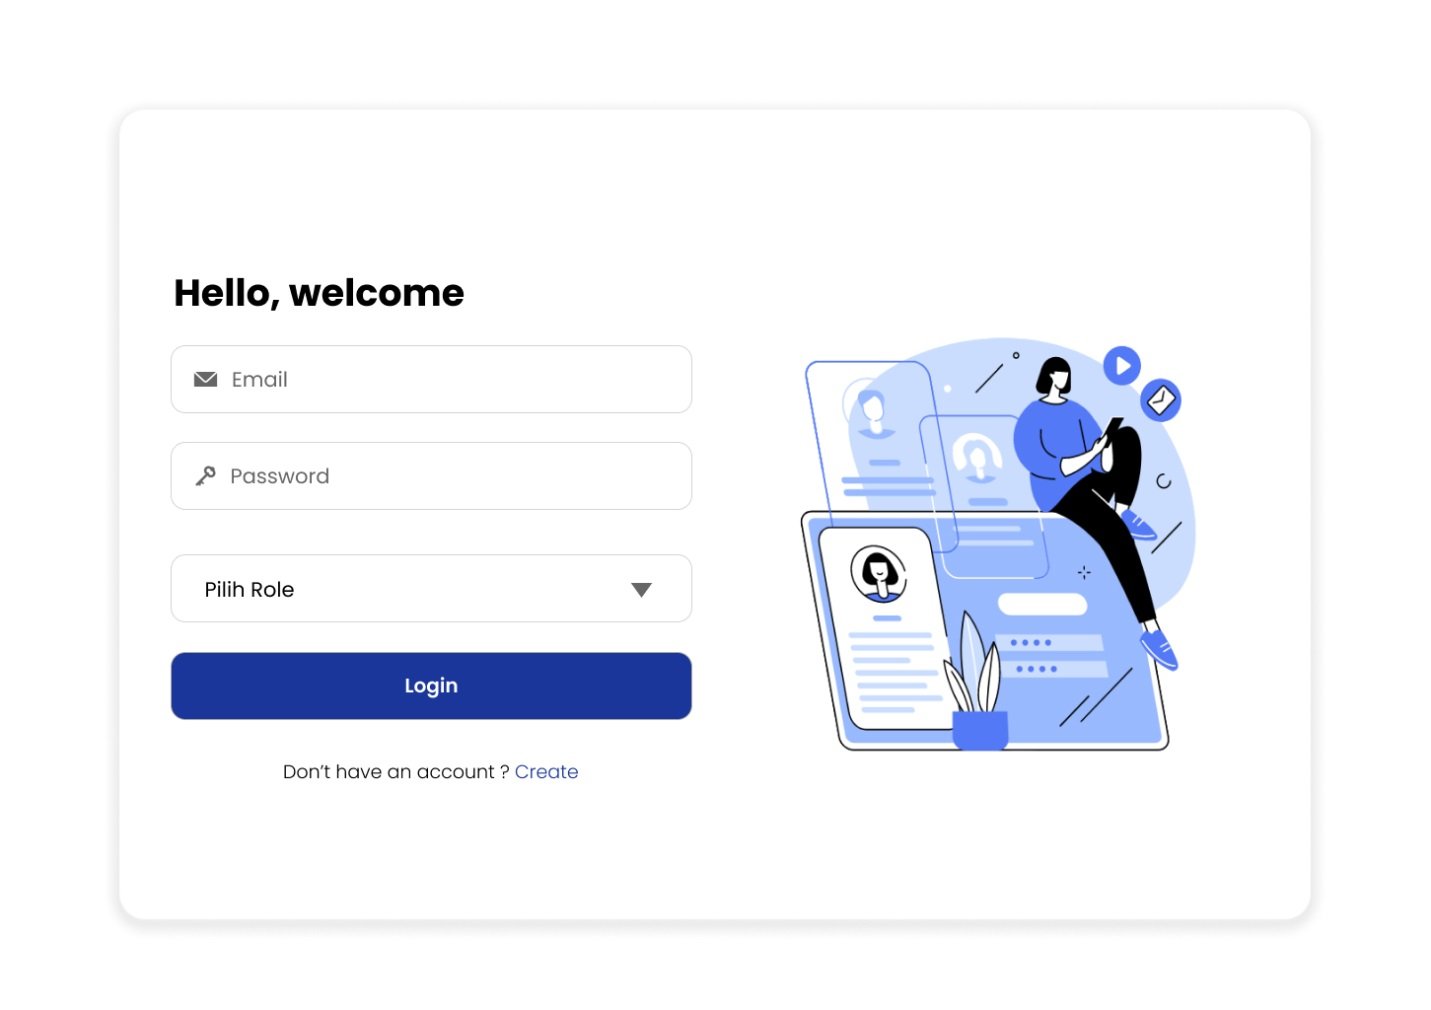 Hello, welcome
Email
Password
Pilih Role
Login
Don't have an account ? Create